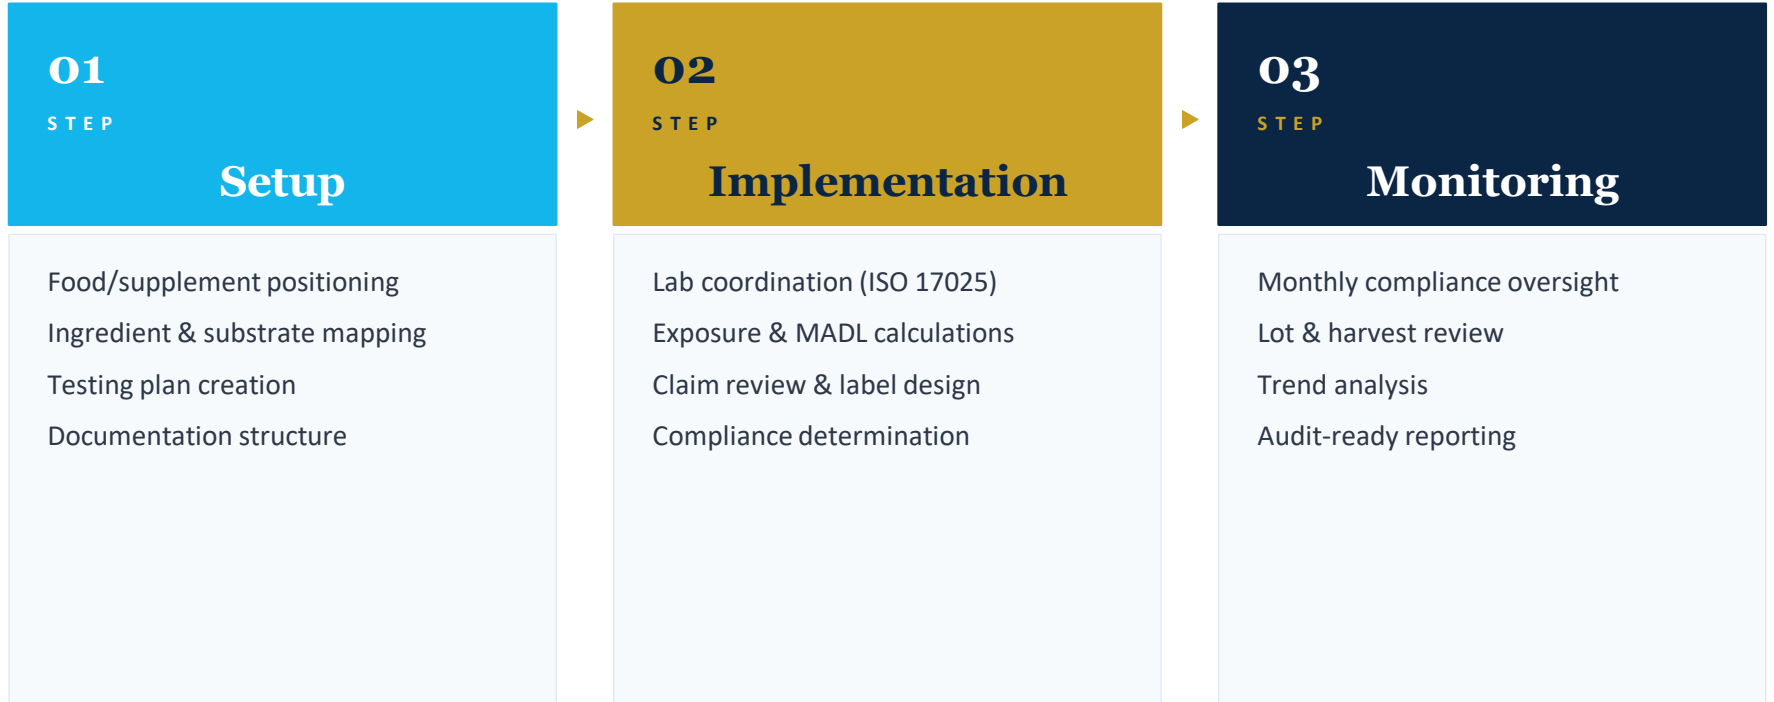 01
STEP
Setup
Food/supplement positioning
Ingredient & substrate mapping
Testing plan creation
Documentation structure
02
STEP
Implementation
Lab coordination (ISO 17025)
Exposure & MADL calculations
Claim review & label design
Compliance determination
03
STEP
Monitoring
Monthly compliance oversight
Lot & harvest review
Trend analysis
Audit-ready reporting